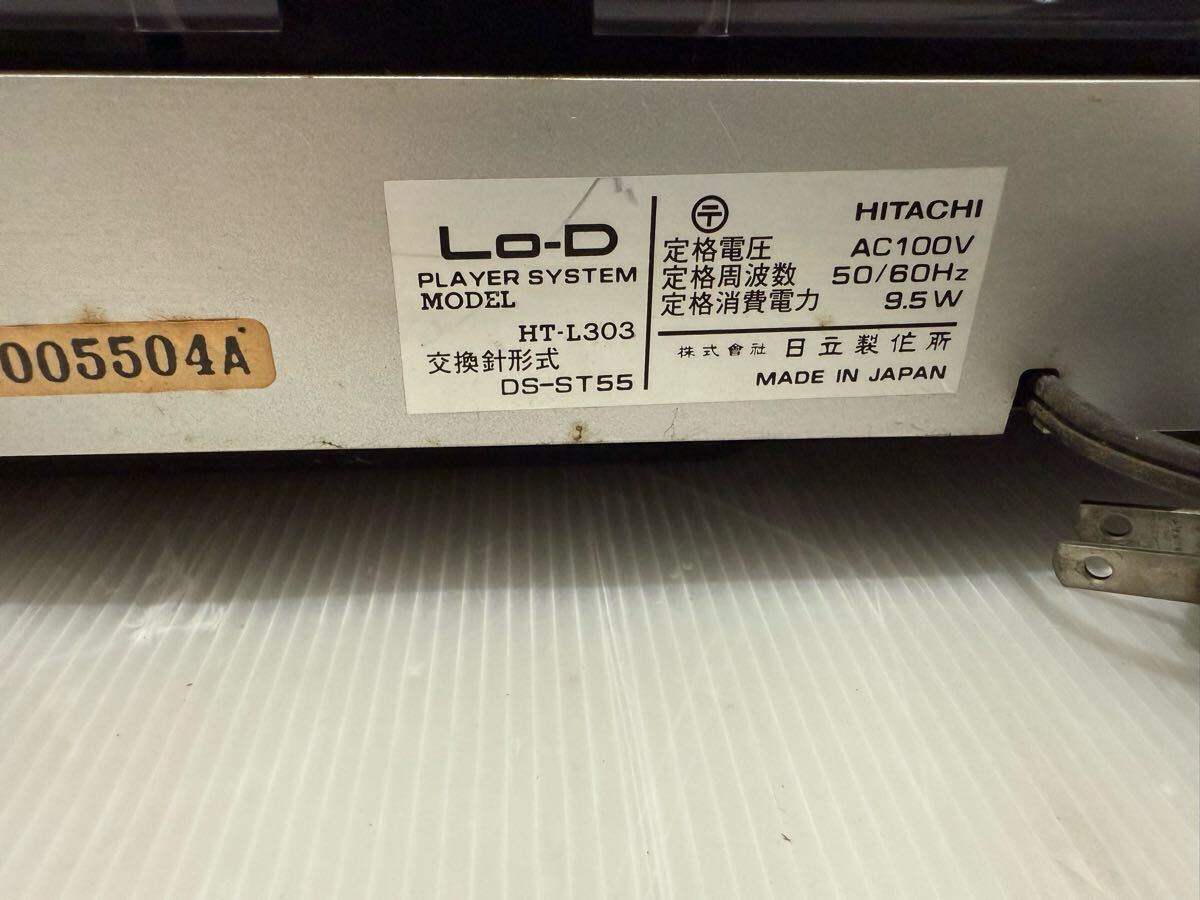 005504A
Lo-D
PLAYER SYSTEM
MODEL
HT-L303
交換針形式
DS-ST55
〒
HITACHI
定格電圧 AC100V
定格周波数 50/60Hz
定格消費電力 9.5W
株式會社 日立製作所
MADE IN JAPAN